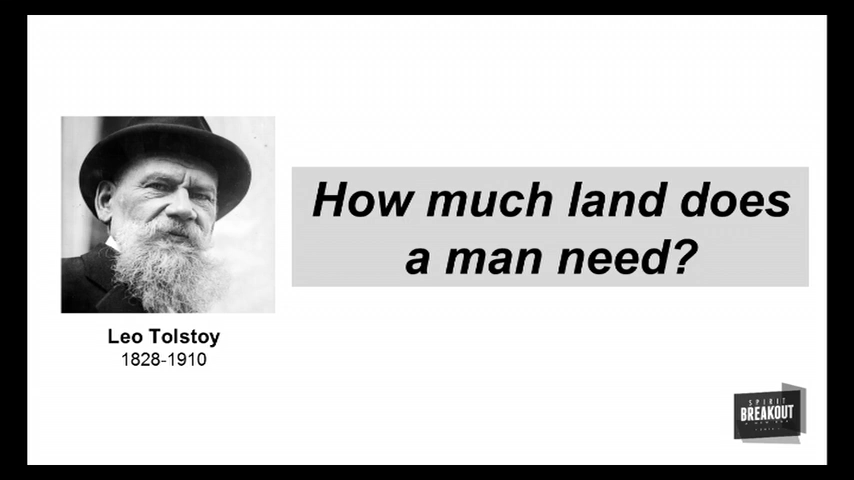 How much land does
a man need?
Leo Tolstoy
1828-1910
SPIRIT
BREAKOUT